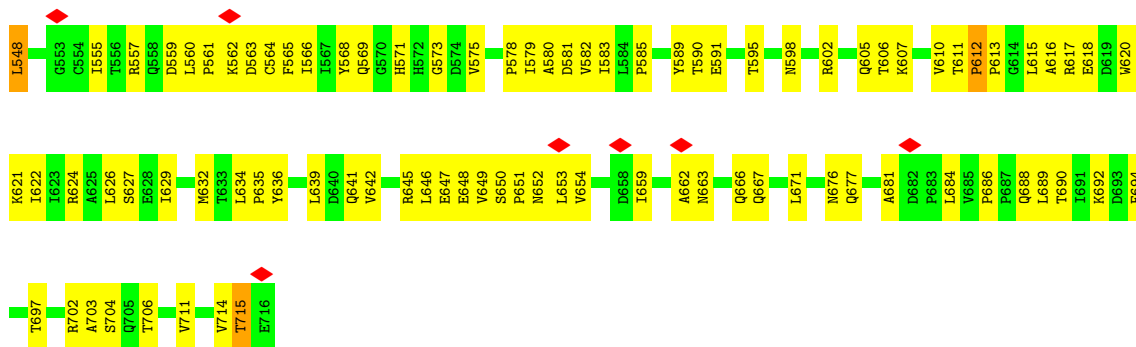 L548 G553 C554 I555 T556 R557 Q558 D559 L560 P561 K562 D563 C564 F565 I566 I567 Y568 Q569 G570 H571 H572 G573 D574 V575 P578 I579 A580 D581 V582 I583 L584 P585 Y589 T590 E591 T595 N598 R602 Q605 T606 K607 V610 T611 P612 P613 G614 L615 A616 R617 E618 D619 W620
K621 I622 I623 R624 A625 L626 S627 E628 I629 M632 T633 L634 P635 Y636 L639 D640 Q641 V642 R645 L646 E647 E648 V649 S650 P651 N652 L653 V654 D658 I659 A662 N663 Q666 Q667 L671 N676 Q677 A681 D682 P683 L684 V685 P686 P687 Q688 L689 T690 I691 K692 D693
T697 R702 A703 S704 Q705 T706 V711 V714 T715 E716